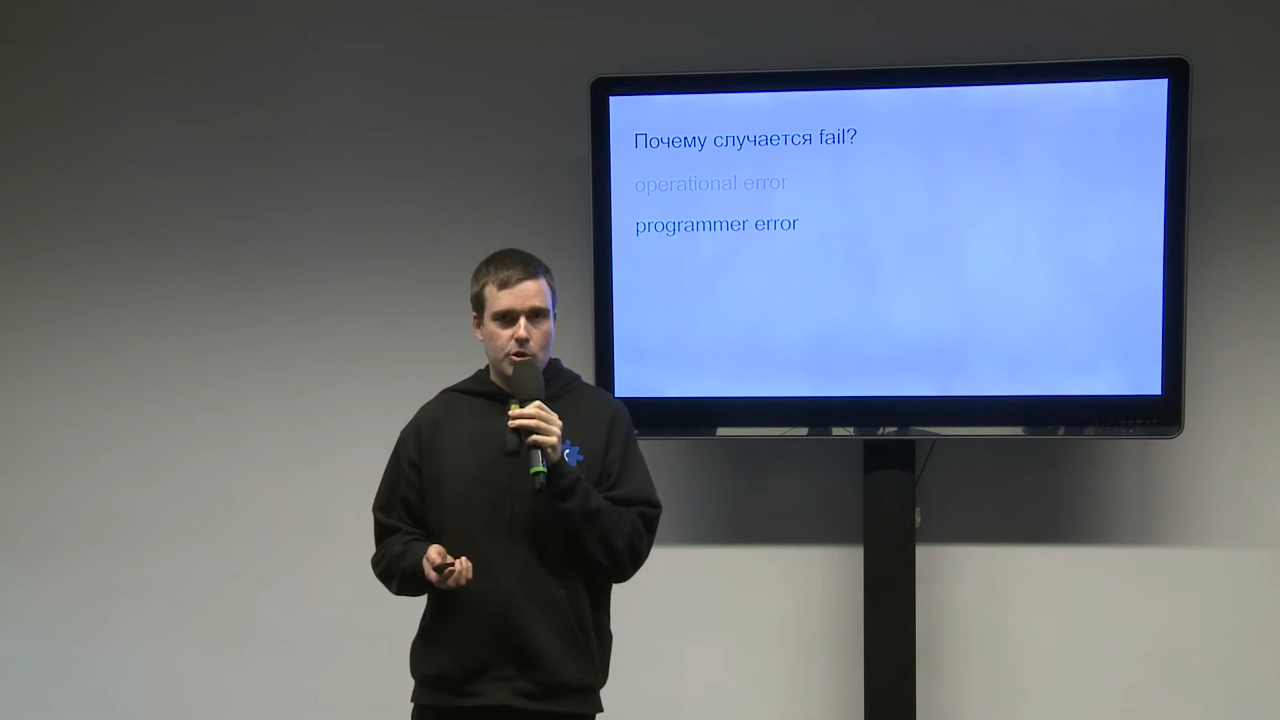 Почему случается fail?
operational error
programmer error